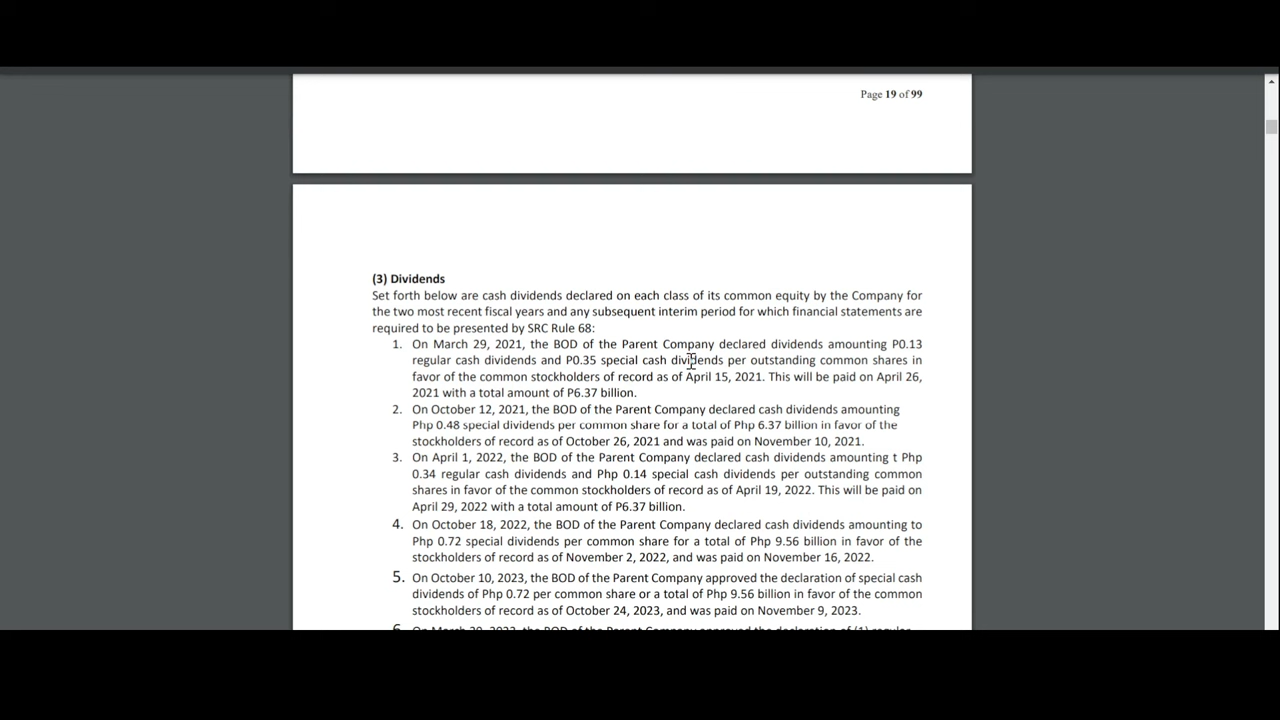 Page 19 of 99
(3) Dividends
Set forth below are cash dividends declared on each class of its common equity by the Company for
the two most recent fiscal years and any subsequent interim period for which financial statements are
required to be presented by SRC Rule 68:
1. On March 29, 2021, the BOD of the Parent Company declared dividends amounting P0.13
regular cash dividends and P0.35 special cash dividends per outstanding common shares in
favor of the common stockholders of record as of April 15, 2021. This will be paid on April 26,
2021 with a total amount of P6.37 billion.
2. On October 12, 2021, the BOD of the Parent Company declared cash dividends amounting
Php 0.48 special dividends per common share for a total of Php 6.37 billion in favor of the
stockholders of record as of October 26, 2021 and was paid on November 10, 2021.
3. On April 1, 2022, the BOD of the Parent Company declared cash dividends amounting t Php
0.34 regular cash dividends and Php 0.14 special cash dividends per outstanding common
shares in favor of the common stockholders of record as of April 19, 2022. This will be paid on
April 29, 2022 with a total amount of P6.37 billion.
4. On October 18, 2022, the BOD of the Parent Company declared cash dividends amounting to
Php 0.72 special dividends per common share for a total of Php 9.56 billion in favor of the
stockholders of record as of November 2, 2022, and was paid on November 16, 2022.
5. On October 10, 2023, the BOD of the Parent Company approved the declaration of special cash
dividends of Php 0.72 per common share or a total of Php 9.56 billion in favor of the common
stockholders of record as of October 24, 2023, and was paid on November 9, 2023.
the BOD of the Parent Company approved the declaration of (1) regular